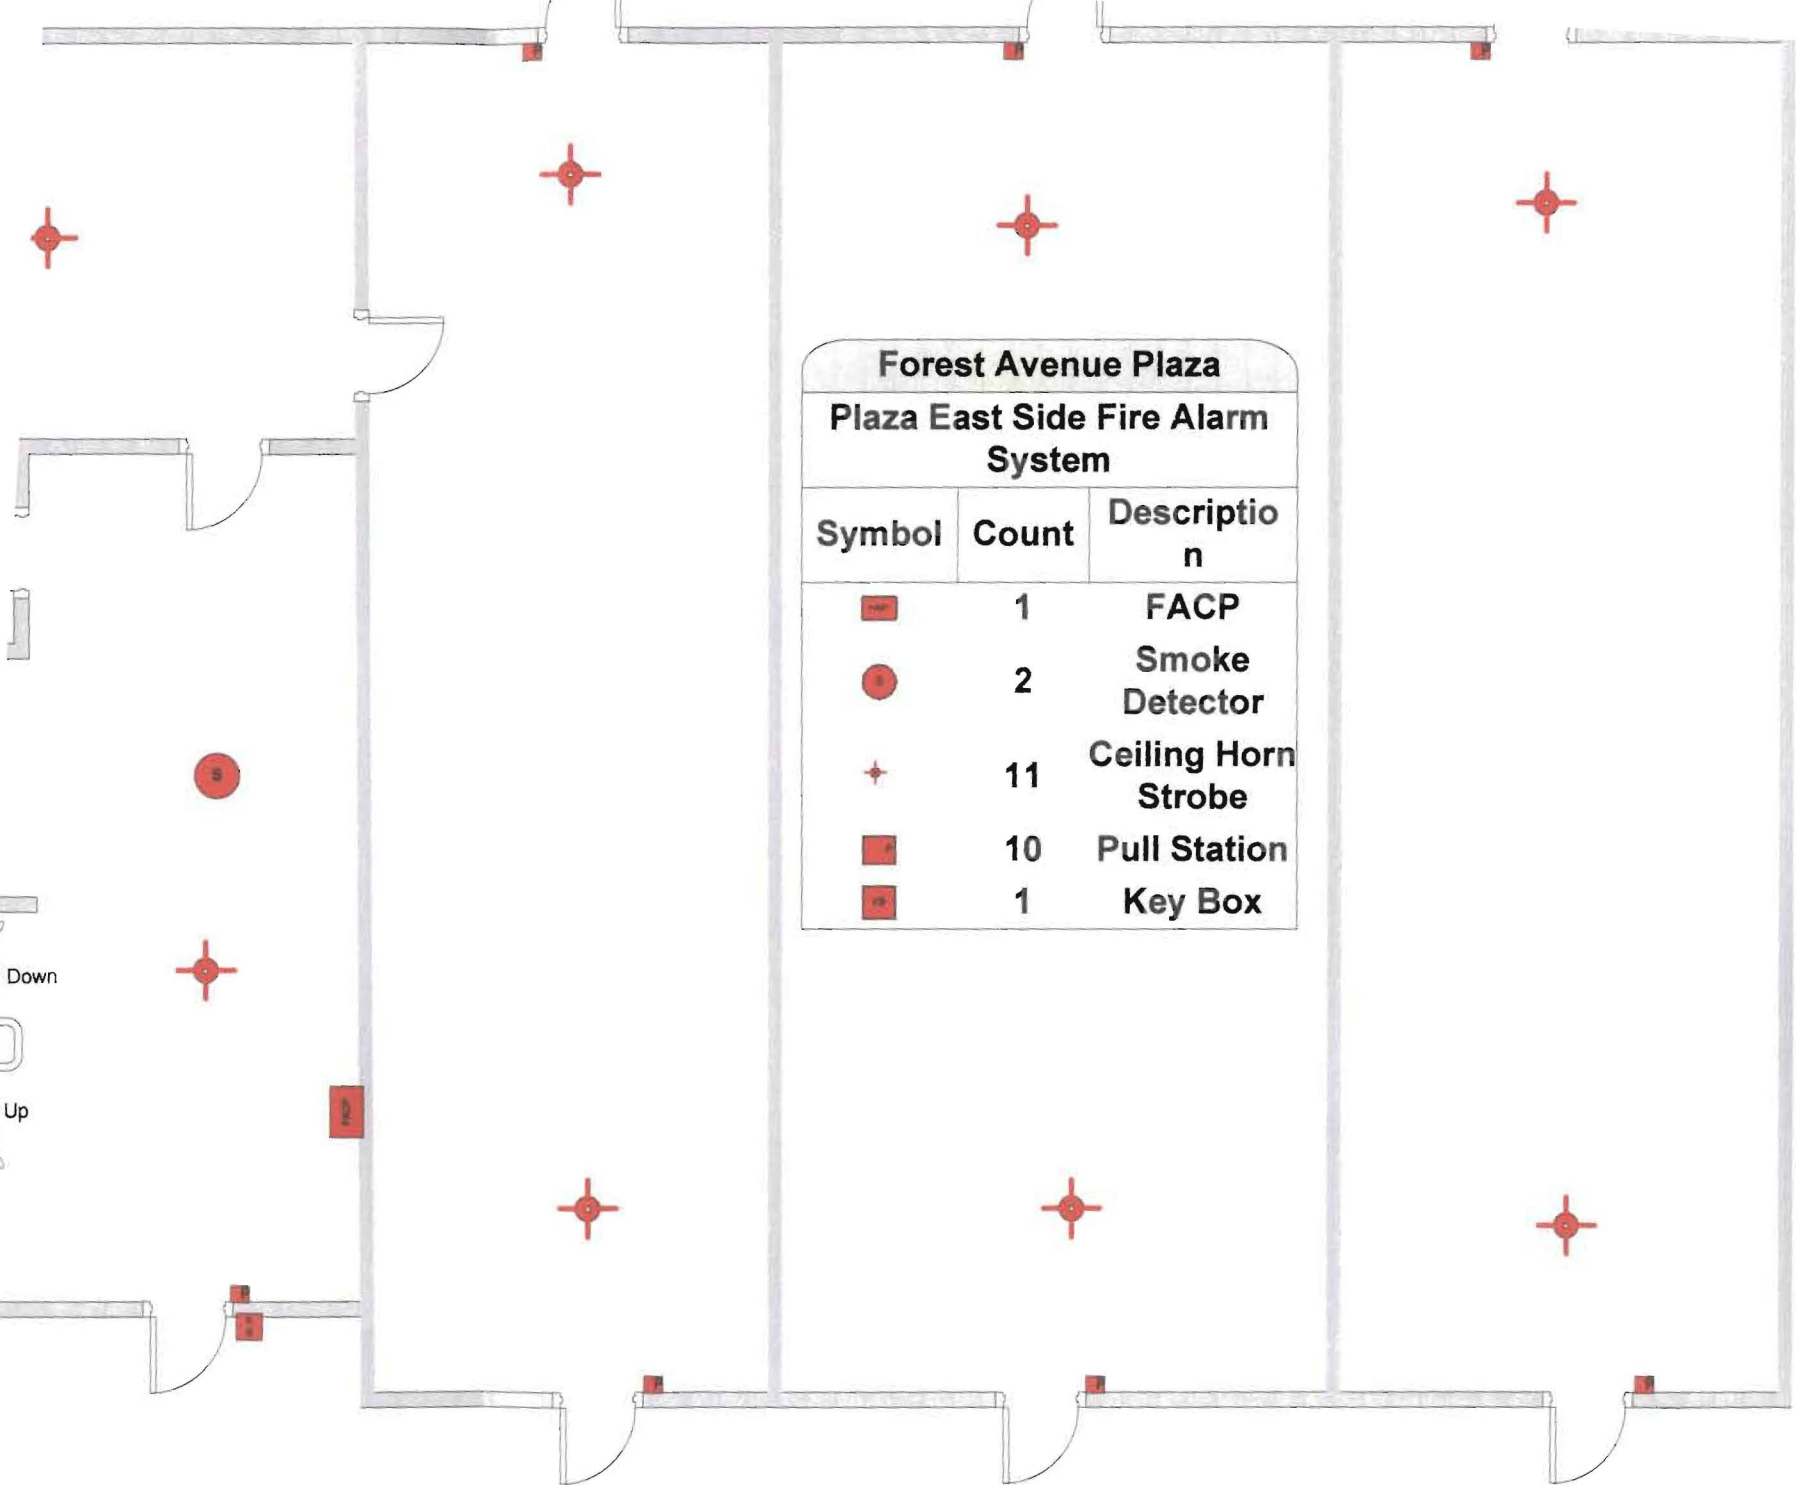 P
P
P
Forest Avenue Plaza
Plaza East Side Fire Alarm
System
Symbol Count Descriptio
n
1 FACP
S 2 Smoke
Detector
11 Ceiling Horn
Strobe
P 10 Pull Station
1 Key Box
S
Down
Up
FACP
P
P
P
P